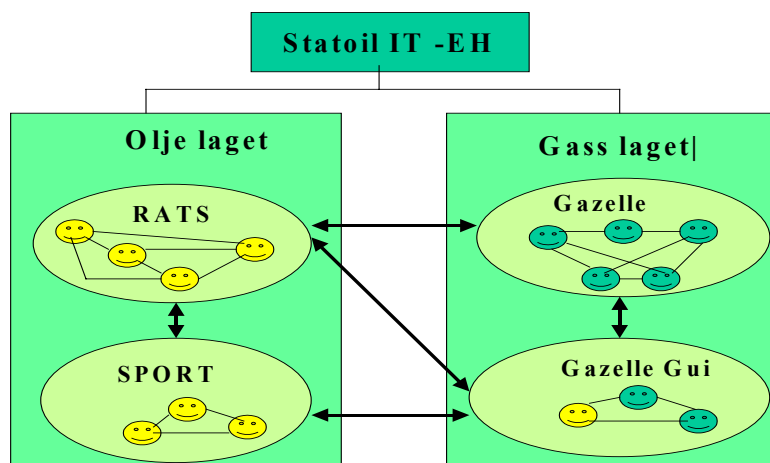 Statoil IT -EH
Olje laget
Gass laget|
RATS
Gazelle
SPORT
Gazelle Gui